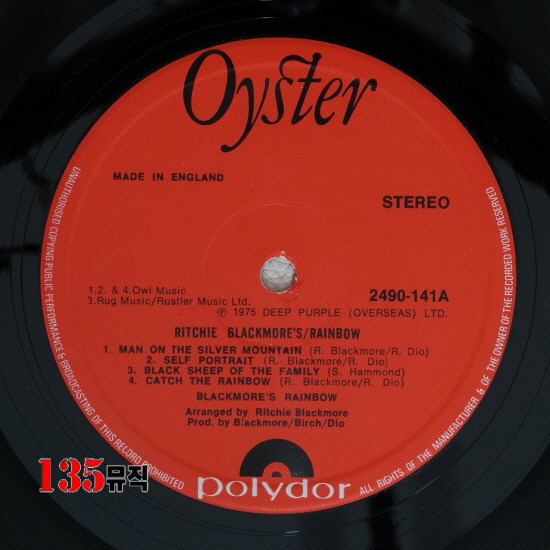 Oyster
MADE IN ENGLAND
STEREO
1,2. & 4.Owl Music
3.Rug Music/Rustler Music Ltd.
2490-141A
Ⓟ 1975 DEEP PURPLE (OVERSEAS) LTD.
RITCHIE BLACKMORE'S/RAINBOW
1 MAN ON THE SILVER MOUNTAIN (R. Blackmore/R. Dio)
2. SELF PORTRAIT (R. Blackmore/R. Dio)
3. BLACK SHEEP OF THE FAMILY (S. Hammond)
4. CATCH THE RAINBOW (R. Blackmore/R. Dio)
BLACKMORE'S RAINBOW
Arranged by Ritchie Blackmore
Prod. by Blackmore/Birch/Dio
polydor
ALL RIGHTS OF THE MANUFACTURER & OF THE OWNER OF THE RECORDED WORK RESERVED
UNAUTHORISED COPYING PUBLIC PERFORMANCE & BROADCASTING OF THIS RECORD PROHIBITED
135뮤직